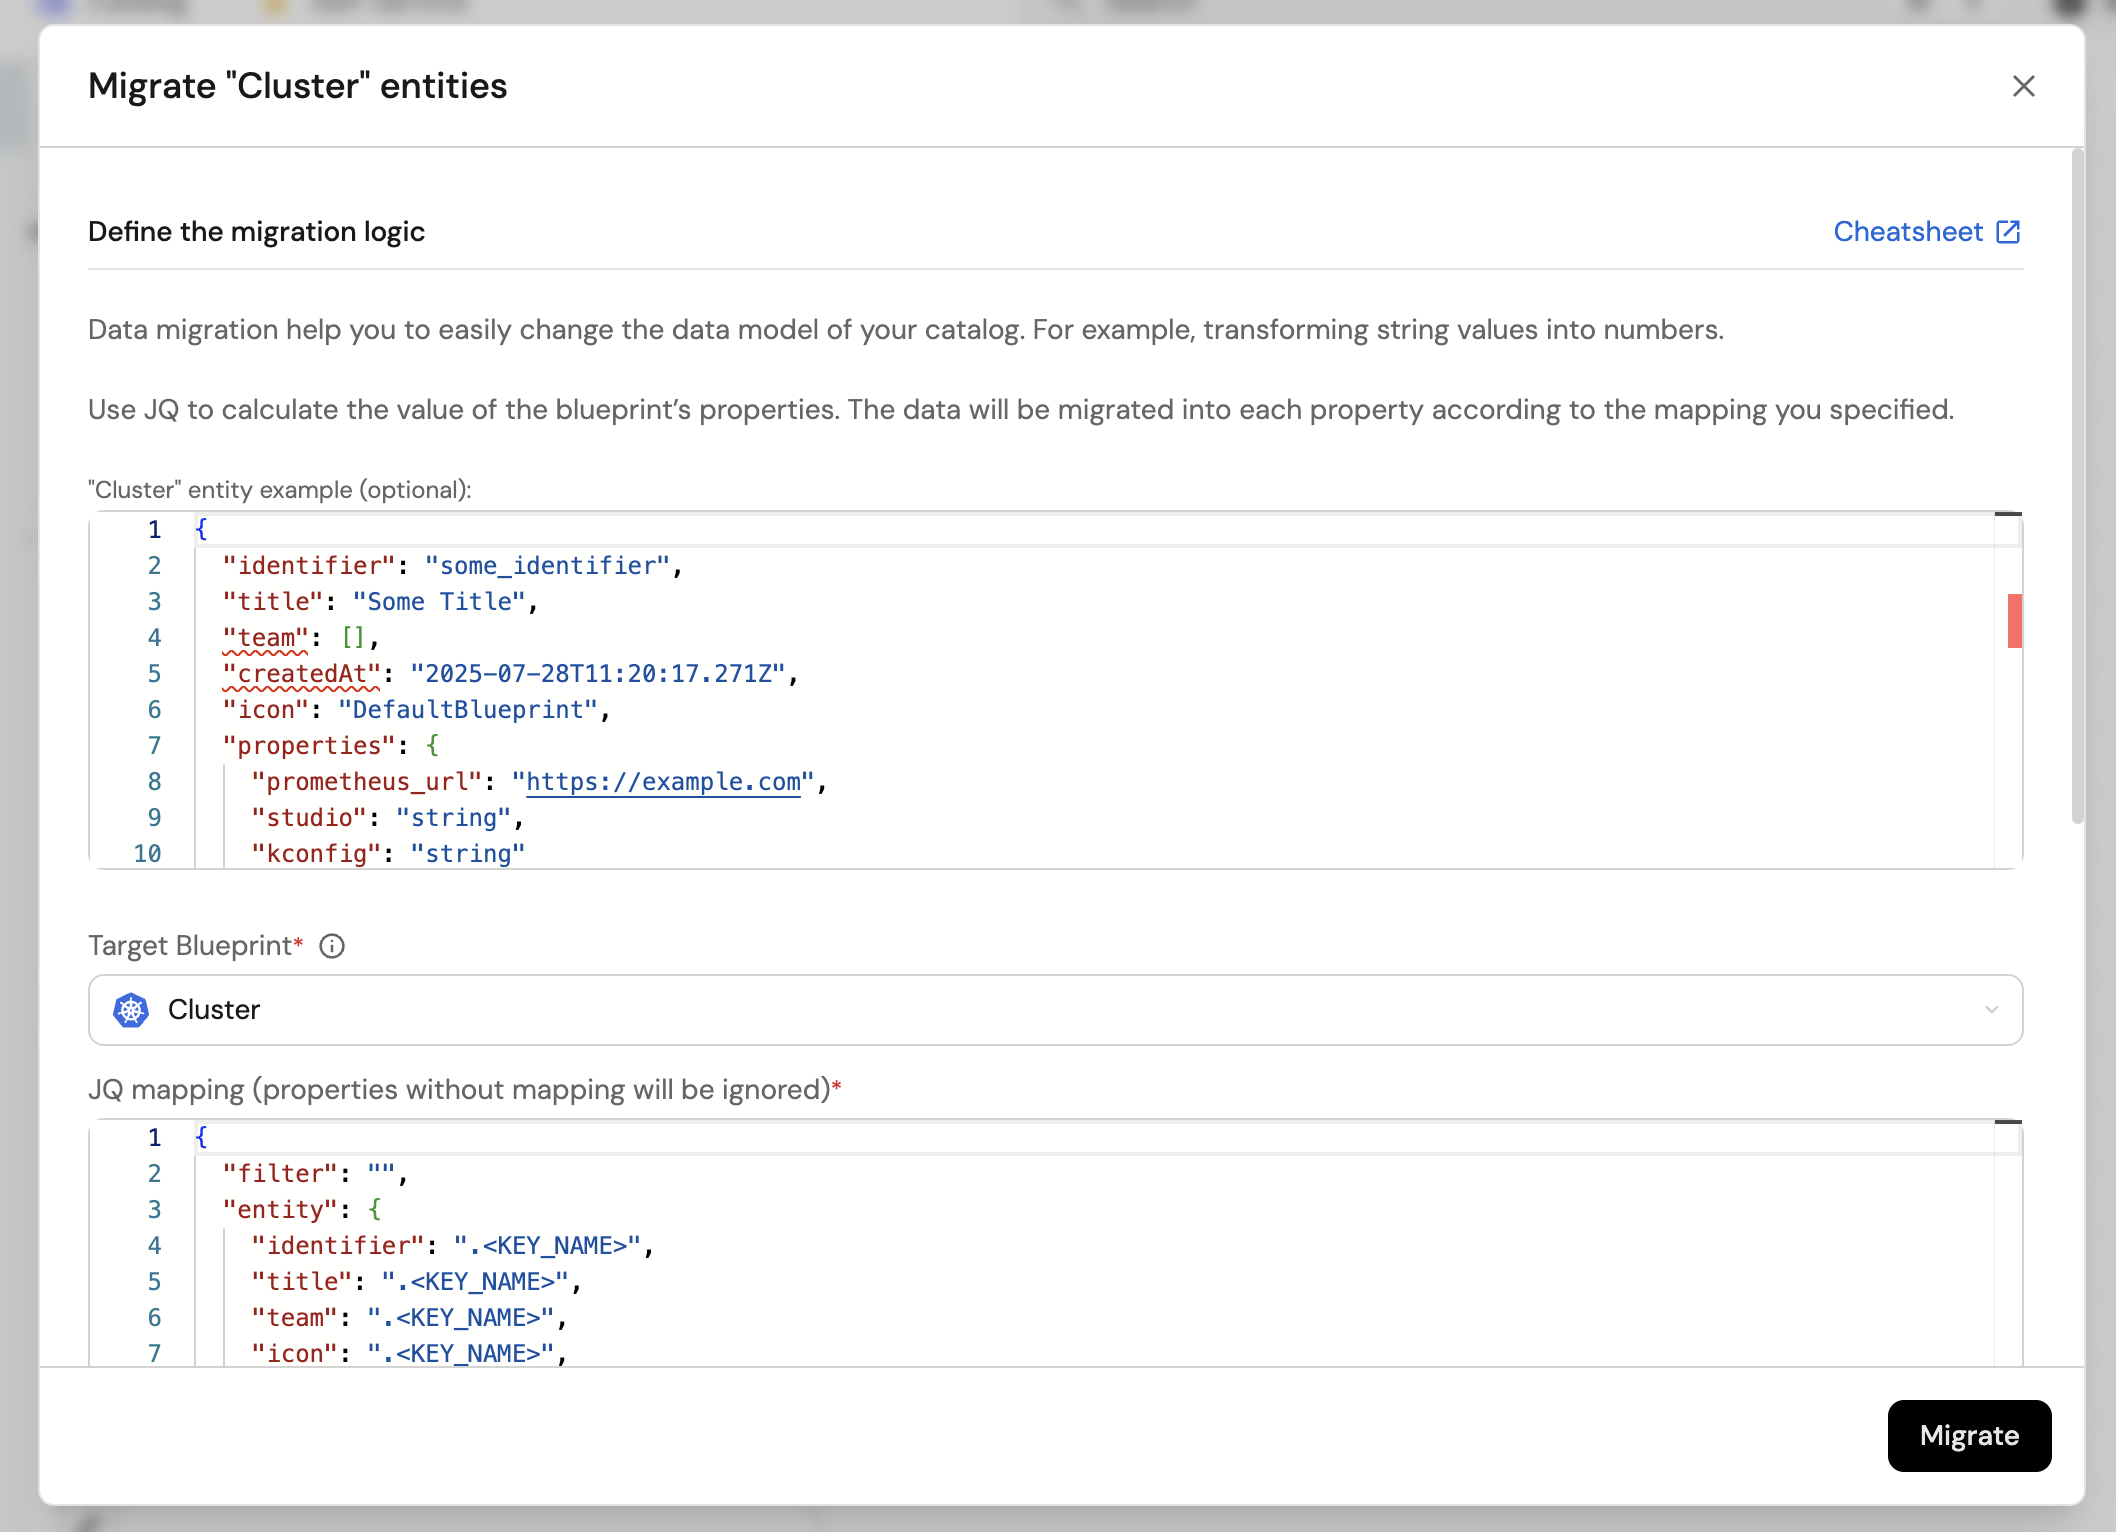 Migrate "Cluster" entities
Define the migration logic
Cheatsheet
Data migration help you to easily change the data model of your catalog. For example, transforming string values into numbers.
Use JQ to calculate the value of the blueprint’s properties. The data will be migrated into each property according to the mapping you specified.
"Cluster" entity example (optional):
1 {
2 "identifier": "some_identifier",
3 "title": "Some Title",
4 "team": [],
5 "createdAt": "2025-07-28T11:20:17.271Z",
6 "icon": "DefaultBlueprint",
7 "properties": {
8 "prometheus_url": "https://example.com",
9 "studio": "string",
10 "kconfig": "string"
Target Blueprint*
Cluster
JQ mapping (properties without mapping will be ignored)*
1 {
2 "filter": "",
3 "entity": {
4 "identifier": ".<KEY_NAME>",
5 "title": ".<KEY_NAME>",
6 "team": ".<KEY_NAME>",
7 "icon": ".<KEY_NAME>",
Migrate